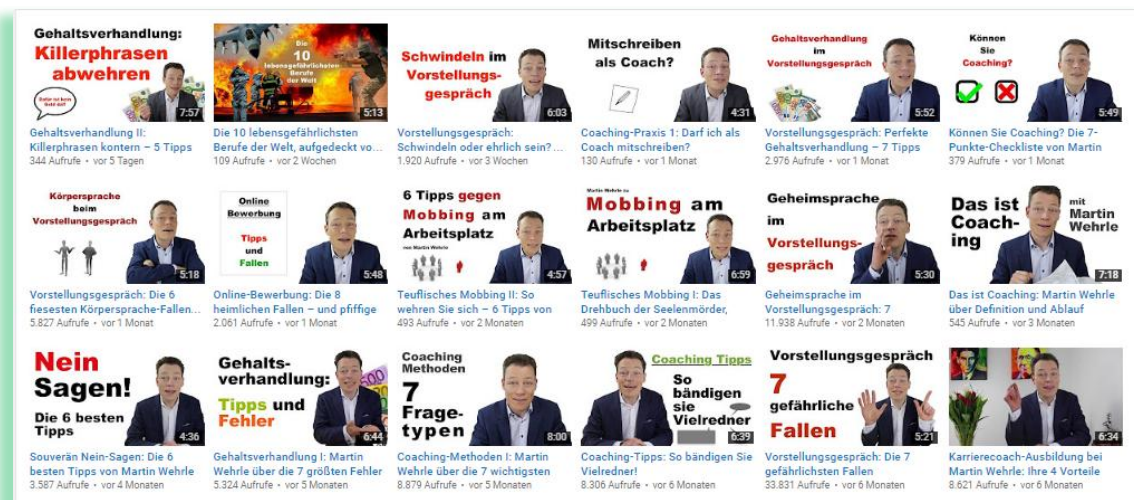 Gehaltsverhandlung:
Killerphrasen
abwehren
Dafür ist kein
Geld da!!
7:57
Gehaltsverhandlung II:
Killerphrasen kontern – 5 Tipps
344 Aufrufe • vor 5 Tagen
Die
10
lebensgefährlichsten
Berufe der Welt
5:13
Die 10 lebensgefährlichsten
Berufe der Welt, aufgedeckt vo...
109 Aufrufe • vor 2 Wochen
Schwindeln im
Vorstellungs-
gespräch
6:03
Vorstellungsgespräch:
Schwindeln oder ehrlich sein? ...
1.920 Aufrufe • vor 3 Wochen
Mitschreiben
als Coach?
4:31
Coaching-Praxis 1: Darf ich als
Coach mitschreiben?
130 Aufrufe • vor 1 Monat
Gehaltsverhandlung
im
Vorstellungsgespräch
5:52
Vorstellungsgespräch: Perfekte
Gehaltsverhandlung – 7 Tipps
2.976 Aufrufe • vor 1 Monat
Können
Sie
Coaching?
5:49
Können Sie Coaching? Die 7-
Punkte-Checkliste von Martin
379 Aufrufe • vor 1 Monat
Körpersprache
beim
Vorstellungsgespräch
5:18
Vorstellungsgespräch: Die 6
fiesesten Körpersprache-Fallen...
5.827 Aufrufe • vor 1 Monat
Online
Bewerbung
Tipps
und
Fallen
5:48
Online-Bewerbung: Die 8
heimlichen Fallen – und pfiffige
2.061 Aufrufe • vor 1 Monat
6 Tipps gegen
Mobbing am
Arbeitsplatz
von Martin Wehrle
4:57
Teuflisches Mobbing II: So
wehren Sie sich – 6 Tipps von
493 Aufrufe • vor 2 Monaten
Martin Wehrle zu
Mobbing am
Arbeitsplatz
6:59
Teuflisches Mobbing I: Das
Drehbuch der Seelenmörder,
499 Aufrufe • vor 2 Monaten
Geheimsprache
im
Vorstellungs-
gespräch
5:30
Geheimsprache im
Vorstellungsgespräch: 7
11.938 Aufrufe • vor 2 Monaten
Das ist
Coach-
ing
mit
Martin
Wehrle
7:18
Das ist Coaching: Martin Wehrle
über Definition und Ablauf
545 Aufrufe • vor 3 Monaten
Nein
Sagen!
Die 6 besten
Tipps
4:36
Souverän Nein-Sagen: Die 6
besten Tipps von Martin Wehrle
3.587 Aufrufe • vor 4 Monaten
Gehalts-
verhandlung:
Tipps und
Fehler
6:44
Gehaltsverhandlung I: Martin
Wehrle über die 7 größten Fehler
5.324 Aufrufe • vor 5 Monaten
Coaching
Methoden
7
Frage-
typen
8:00
Coaching-Methoden I: Martin
Wehrle über die 7 wichtigsten
8.879 Aufrufe • vor 5 Monaten
Coaching Tipps
So
bändigen
sie
Vielredner
6:39
Coaching-Tipps: So bändigen Sie
Vielredner!
8.306 Aufrufe • vor 6 Monaten
Vorstellungsgespräch
7
gefährliche
Fallen
5:21
Vorstellungsgespräch: Die 7
gefährlichsten Fallen
33.831 Aufrufe • vor 6 Monaten
6:34
Karrierecoach-Ausbildung bei
Martin Wehrle: Ihre 4 Vorteile
8.621 Aufrufe • vor 6 Monaten